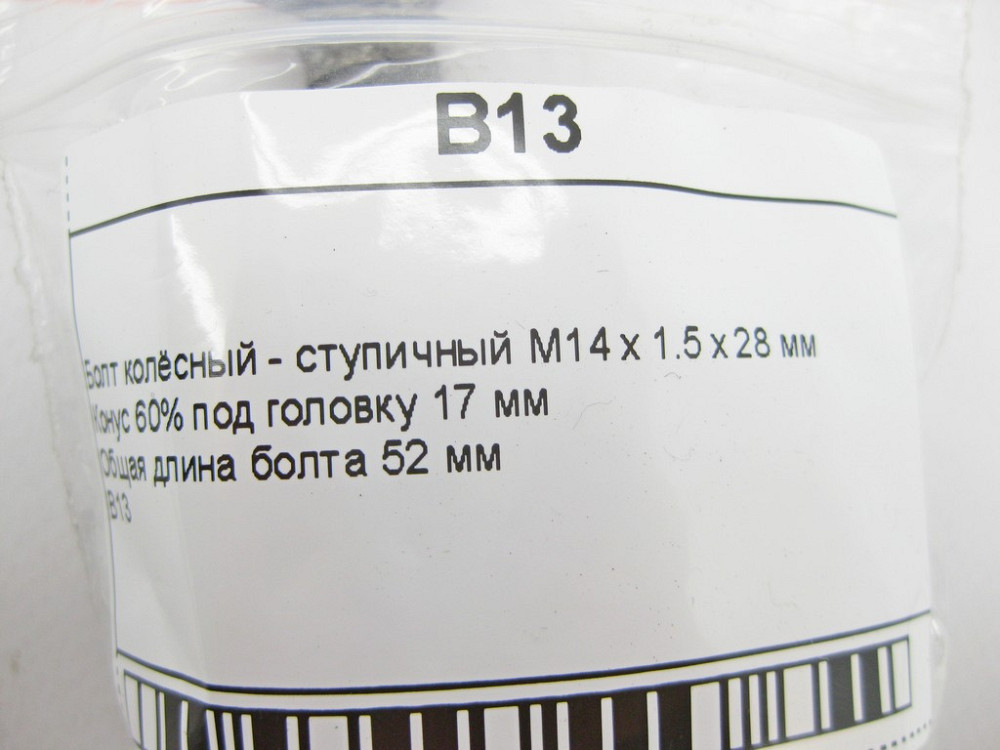 B13
Болт колёсный - ступичный М14 х 1.5 х 28 мм
Конус 60% под головку 17 мм
Общая длина болта 52 мм
B13